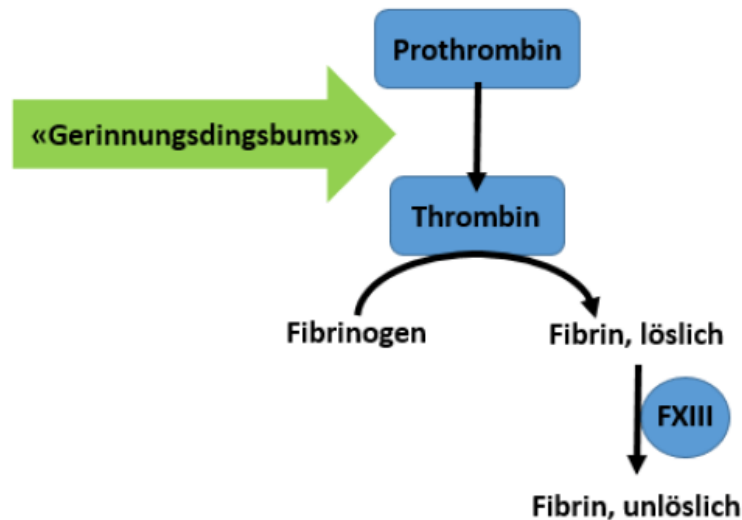 Prothrombin
«Gerinnungsdingsbums»
Thrombin
Fibrinogen
Fibrin, löslich
FXIII
Fibrin, unlöslich